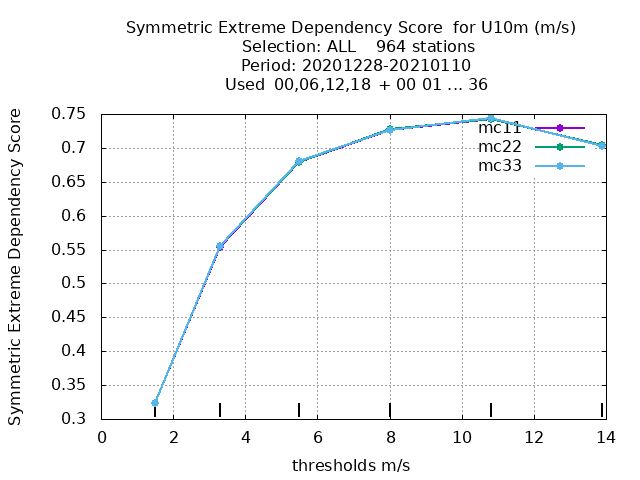 Symmetric Extreme Dependency Score  for U10m (m/s)
Selection: ALL    964 stations
Period: 20201228-20210110
Used  00,06,12,18  + 00 01 ... 36
Symmetric Extreme Dependency Score
0.75
0.7
0.65
0.6
0.55
0.5
0.45
0.4
0.35
0.3
mc11
mc22
mc33
0 2 4 6 8 10 12 14
thresholds m/s